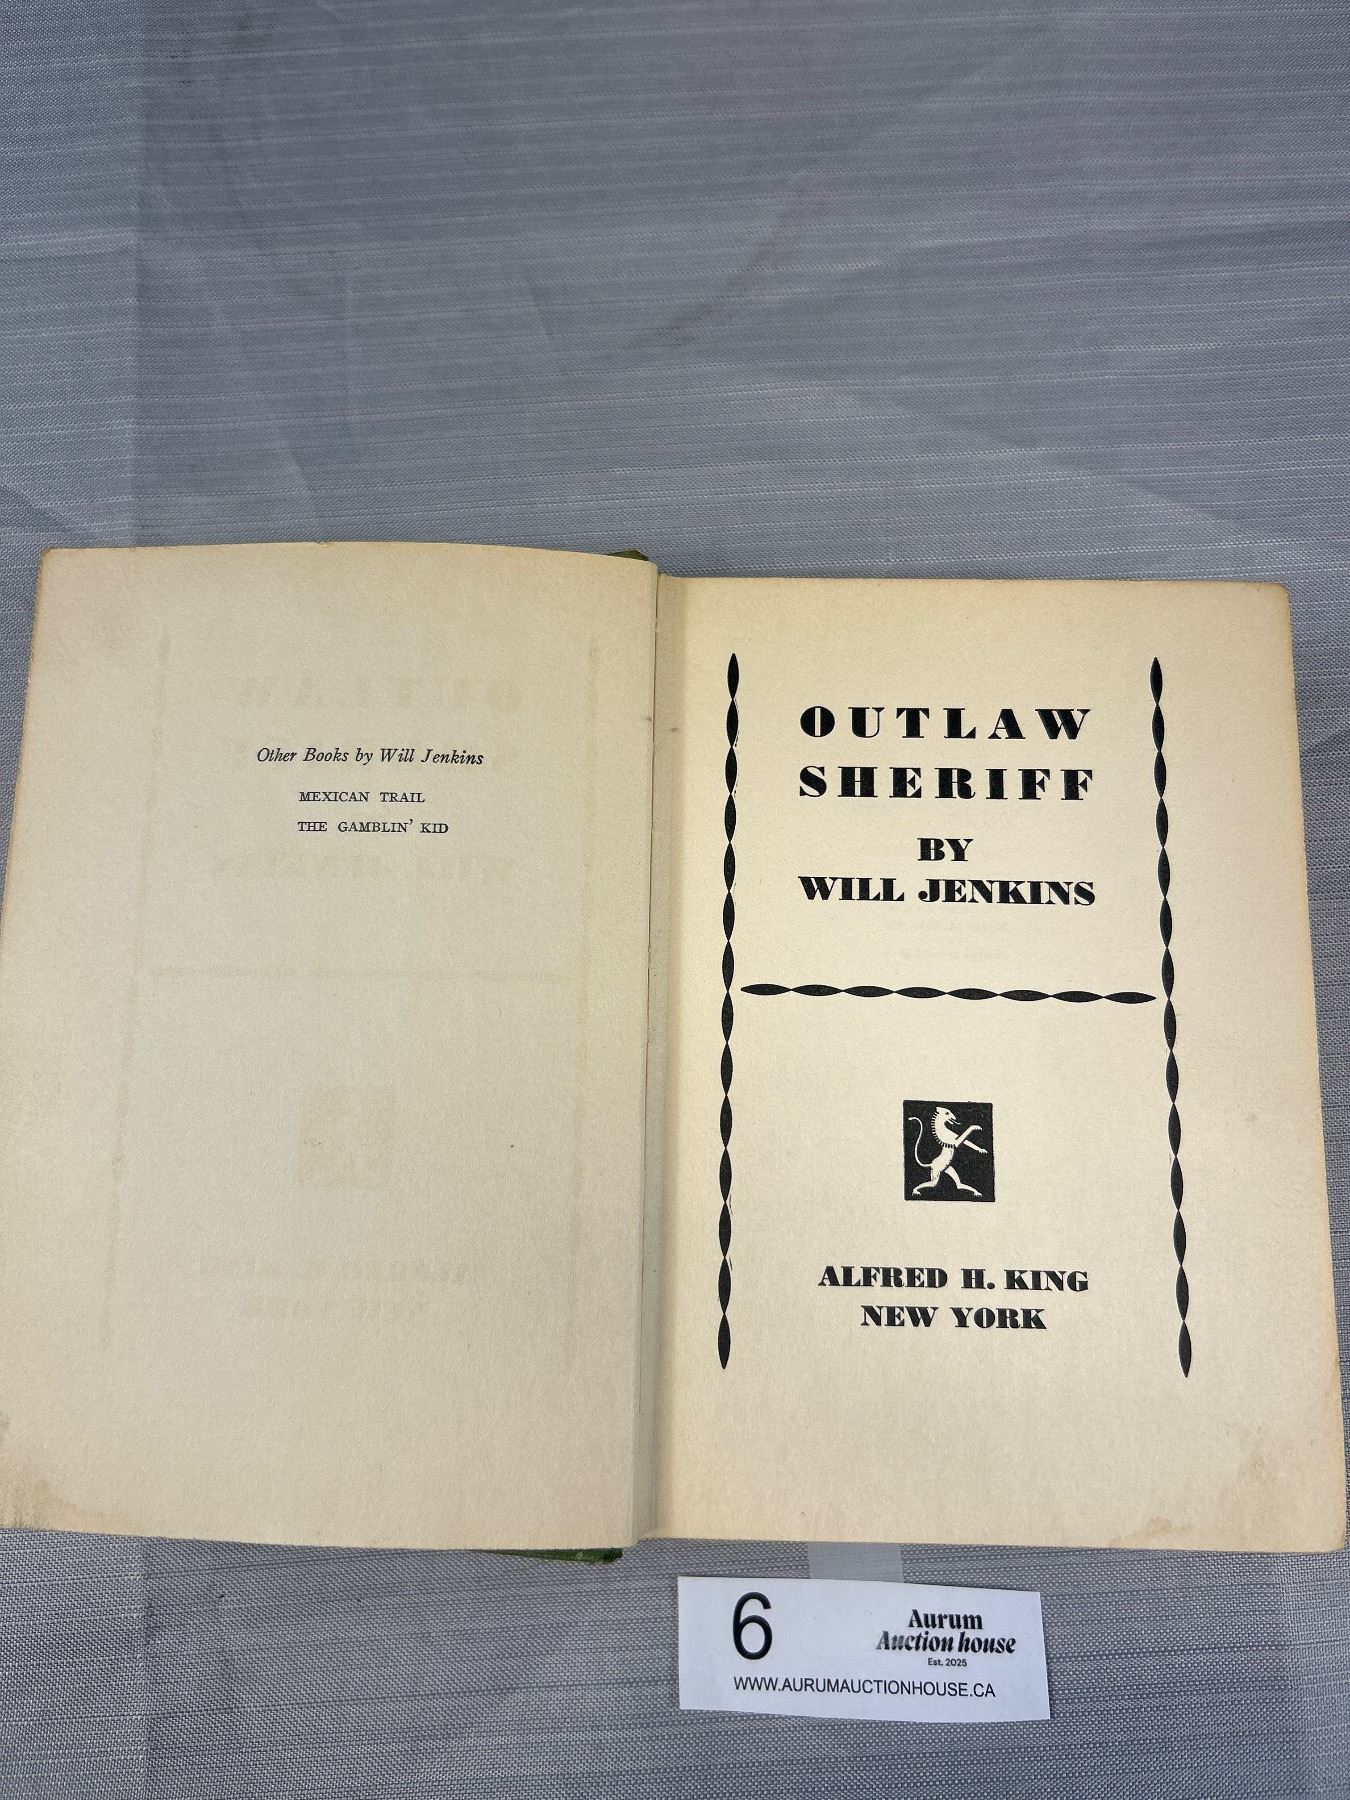 Other Books by Will Jenkins
MEXICAN TRAIL
THE GAMBLIN' KID
OUTLAW
SHERIFF
BY
WILL JENKINS
ALFRED H. KING
NEW YORK
6
Aurum
Auction house
Est. 2025
WWW.AURUMAUCTIONHOUSE.CA